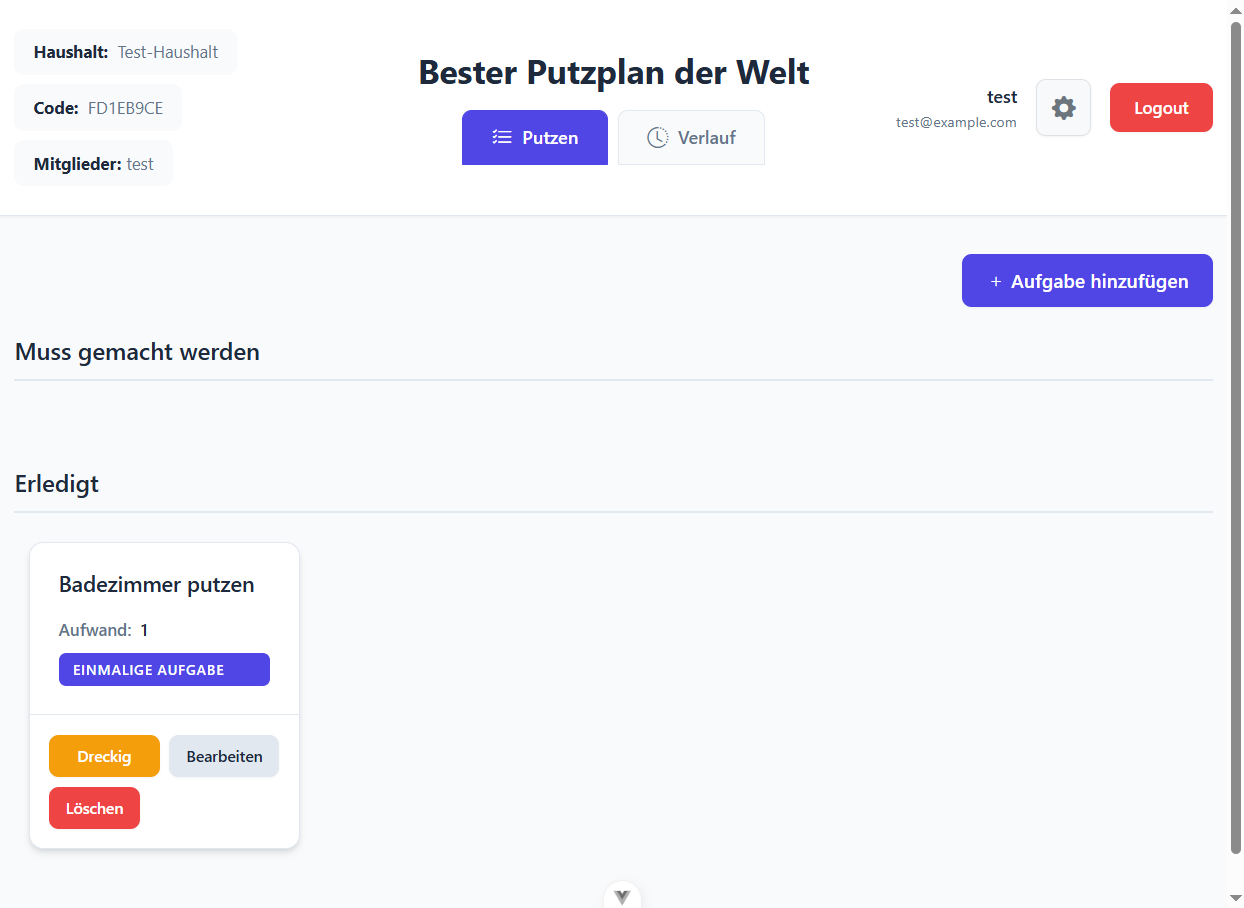 Haushalt: Test-Haushalt
Code: FD1EB9CE
Mitglieder: test
Bester Putzplan der Welt
Putzen
Verlauf
test
test@example.com
Logout
+ Aufgabe hinzufügen
Muss gemacht werden
Erledigt
Badezimmer putzen
Aufwand: 1
EINMALIGE AUFGABE
Dreckig
Bearbeiten
Löschen